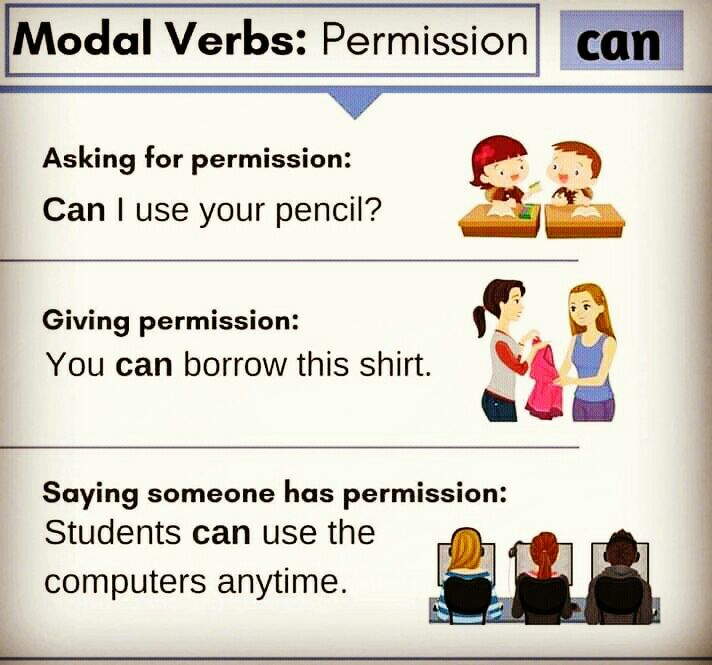 Modal Verbs: Permission can
Asking for permission:
Can I use your pencil?
Giving permission:
You can borrow this shirt.
Saying someone has permission:
Students can use the
computers anytime.